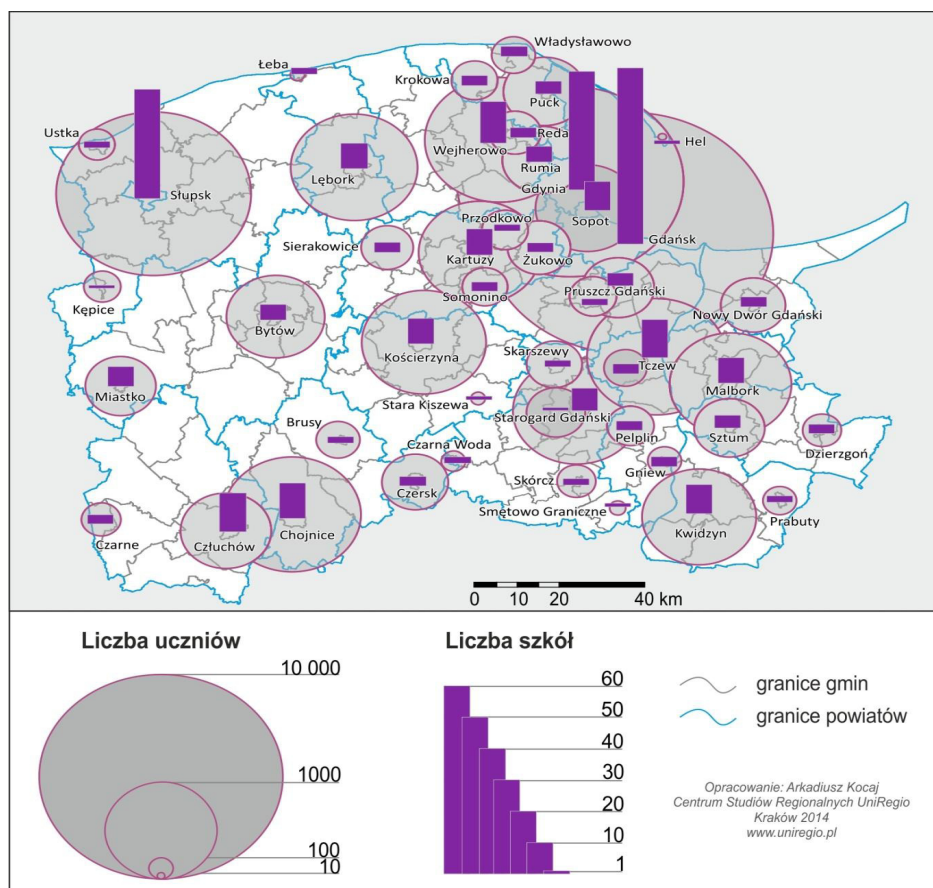 Władysławowo
Łeba
Krokowa
Puck
Ustka
Reda
Hel
Wejherowo
Rumia
Lębork
Gdynia
Słupsk
Sopot
Przodkowo
Gdańsk
Sierakowice
Kartuzy
Żukowo
Kępice
Somonino
Pruszcz Gdański
Nowy Dwór Gdański
Bytów
Kościerzyna
Skarszewy
Tczew
Malbork
Miastko
Stara Kiszewa
Starogard Gdański
Brusy
Pelplin
Sztum
Czarna Woda
Dzierzgoń
Gniew
Skórcz
Czersk
Smętowo Graniczne
Prabuty
Czarne
Człuchów
Chojnice
Kwidzyn
0 10 20 40 km
Liczba uczniów
10 000
1000
100
10
Liczba szkół
60
50
40
30
20
10
1
granice gmin
granice powiatów
Opracowanie: Arkadiusz Kocaj
Centrum Studiów Regionalnych UniRegio
Kraków 2014
www.uniregio.pl